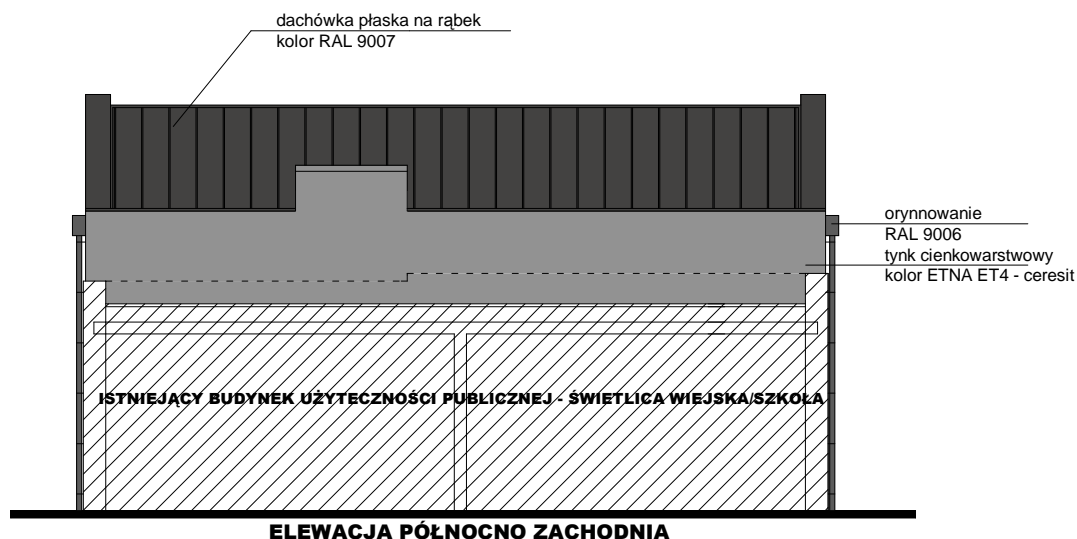 dachówka płaska na rąbek
kolor RAL 9007
orynnowanie
RAL 9006
tynk cienkowarstwowy
kolor ETNA ET4 - ceresit
ISTNIEJĄCY BUDYNEK UŻYTECZNOŚCI PUBLICZNEJ - ŚWIETLICA WIEJSKA/SZKOŁA
ELEWACJA PÓŁNOCNO ZACHODNIA